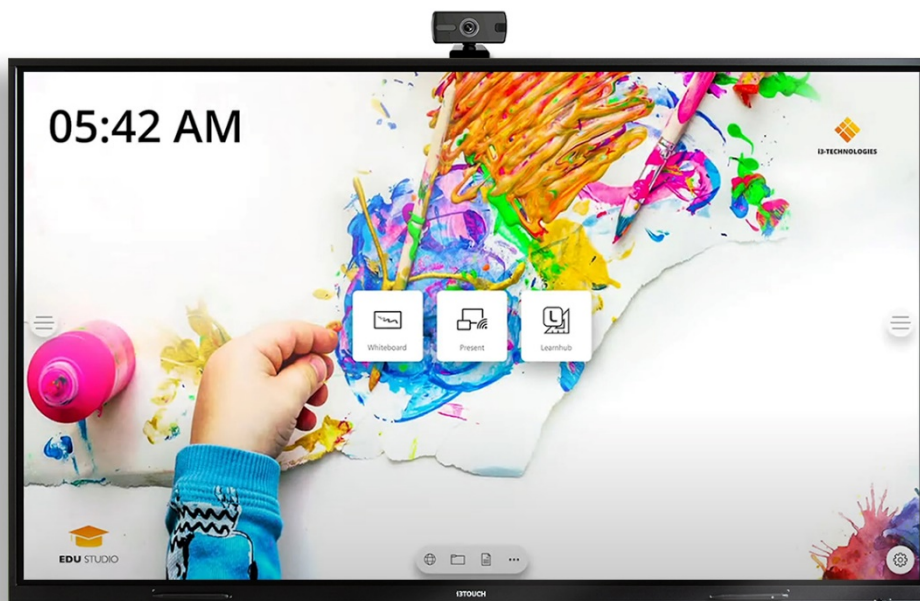 05:42 AM
i3-TECHNOLOGIES
Whiteboard
Present
Learnhub
EDU STUDIO
i3TOUCH